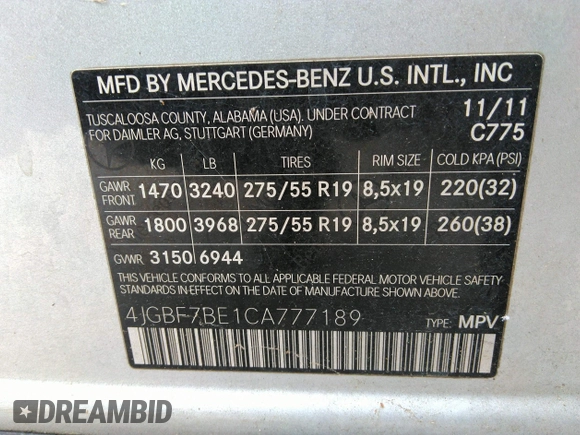 MFD BY MERCEDES-BENZ U.S. INTL., INC
TUSCALOOSA COUNTY, ALABAMA (USA). UNDER CONTRACT 11/11
FOR DAIMLER AG, STUTTGART (GERMANY) C775
KG LB TIRES RIM SIZE COLD KPA (PSI)
GAWR FRONT 1470 3240 275/55 R19 8,5x19 220(32)
GAWR REAR 1800 3968 275/55 R19 8,5x19 260(38)
GVWR 3150 6944
THIS VEHICLE CONFORMS TO ALL APPLICABLE FEDERAL MOTOR VEHICLE SAFETY
STANDARDS IN EFFECT ON THE DATE OF MANUFACTURE SHOWN ABOVE.
4JGBF7BE1CA777189 TYPE: MPV
DREAMBID